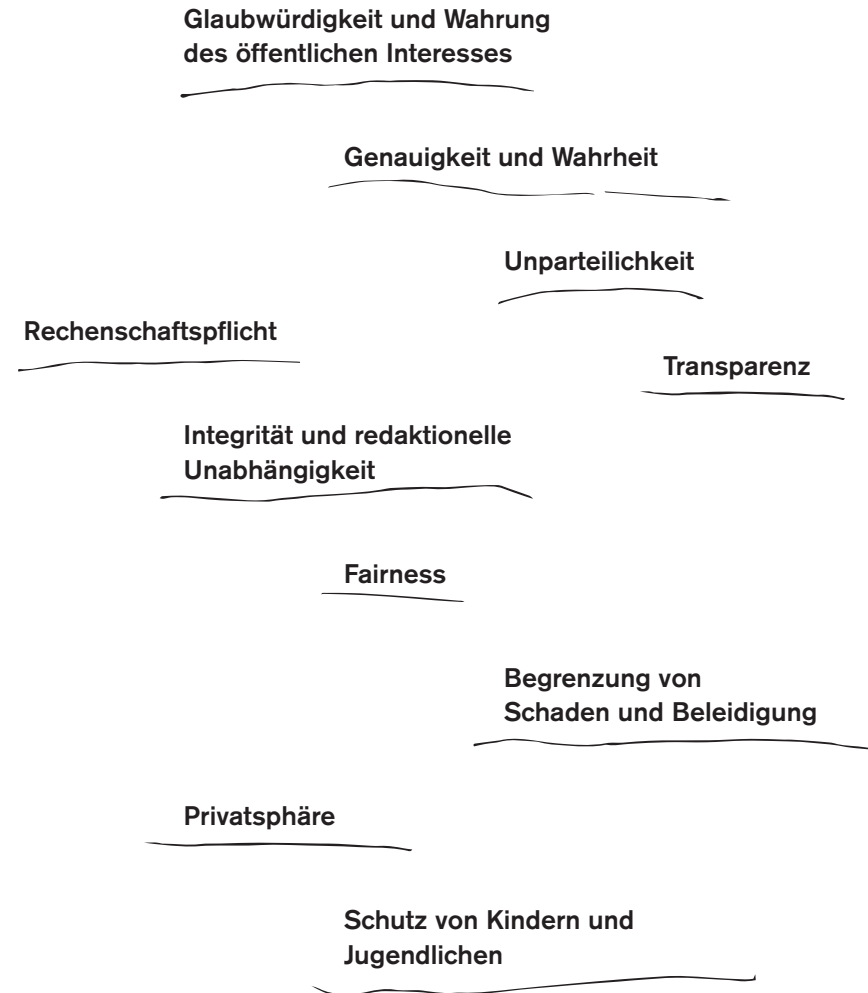 Glaubwürdigkeit und Wahrung
des öffentlichen Interesses
Genauigkeit und Wahrheit
Unparteilichkeit
Rechenschaftspflicht
Transparenz
Integrität und redaktionelle
Unabhängigkeit
Fairness
Begrenzung von
Schaden und Beleidigung
Privatsphäre
Schutz von Kindern und
Jugendlichen